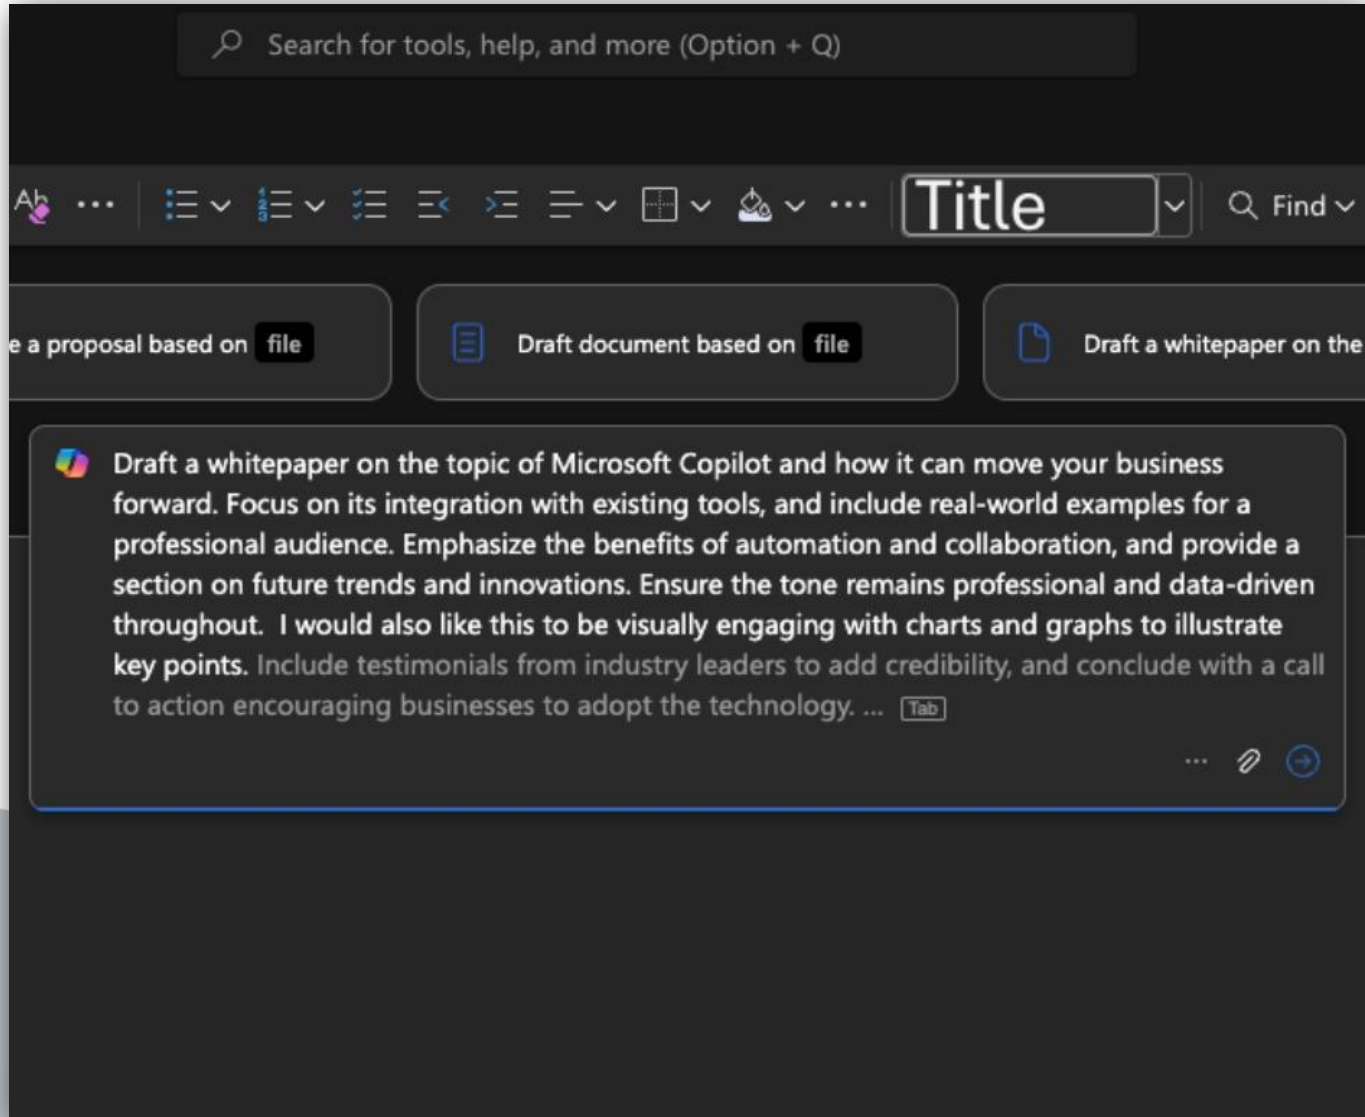 Search for tools, help, and more (Option + Q)
Title
Find
e a proposal based on file
Draft document based on file
Draft a whitepaper on the
Draft a whitepaper on the topic of Microsoft Copilot and how it can move your business
forward. Focus on its integration with existing tools, and include real-world examples for a
professional audience. Emphasize the benefits of automation and collaboration, and provide a
section on future trends and innovations. Ensure the tone remains professional and data-driven
throughout.  I would also like this to be visually engaging with charts and graphs to illustrate
key points. Include testimonials from industry leaders to add credibility, and conclude with a call
to action encouraging businesses to adopt the technology. ... Tab